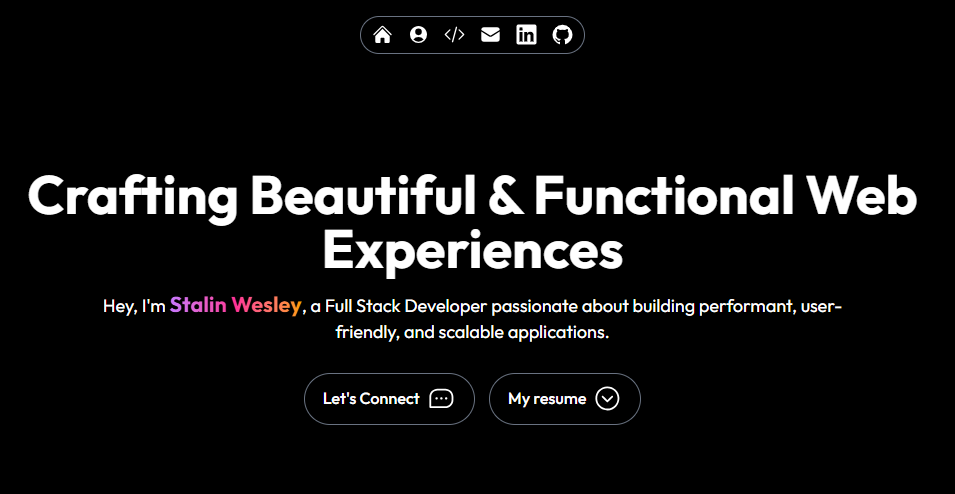 Crafting Beautiful & Functional Web
Experiences
Hey, I'm Stalin Wesley, a Full Stack Developer passionate about building performant, user-
friendly, and scalable applications.
Let's Connect
My resume